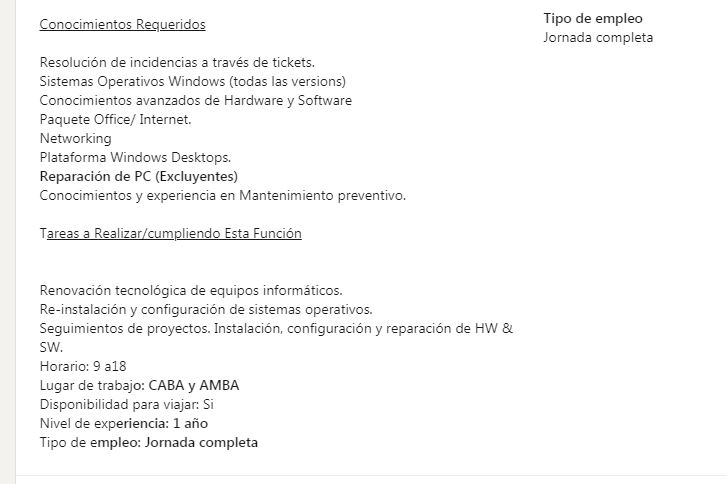 Conocimientos Requeridos
Resolución de incidencias a través de tickets.
Sistemas Operativos Windows (todas las versions)
Conocimientos avanzados de Hardware y Software
Paquete Office/ Internet.
Networking
Plataforma Windows Desktops.
Reparación de PC (Excluyentes)
Conocimientos y experiencia en Mantenimiento preventivo.
Tareas a Realizar/cumpliendo Esta Función
Renovación tecnológica de equipos informáticos.
Re-instalación y configuración de sistemas operativos.
Seguimientos de proyectos. Instalación, configuración y reparación de HW &
SW.
Horario: 9 a18
Lugar de trabajo: CABA y AMBA
Disponibilidad para viajar: Si
Nivel de experiencia: 1 año
Tipo de empleo: Jornada completa
Tipo de empleo
Jornada completa